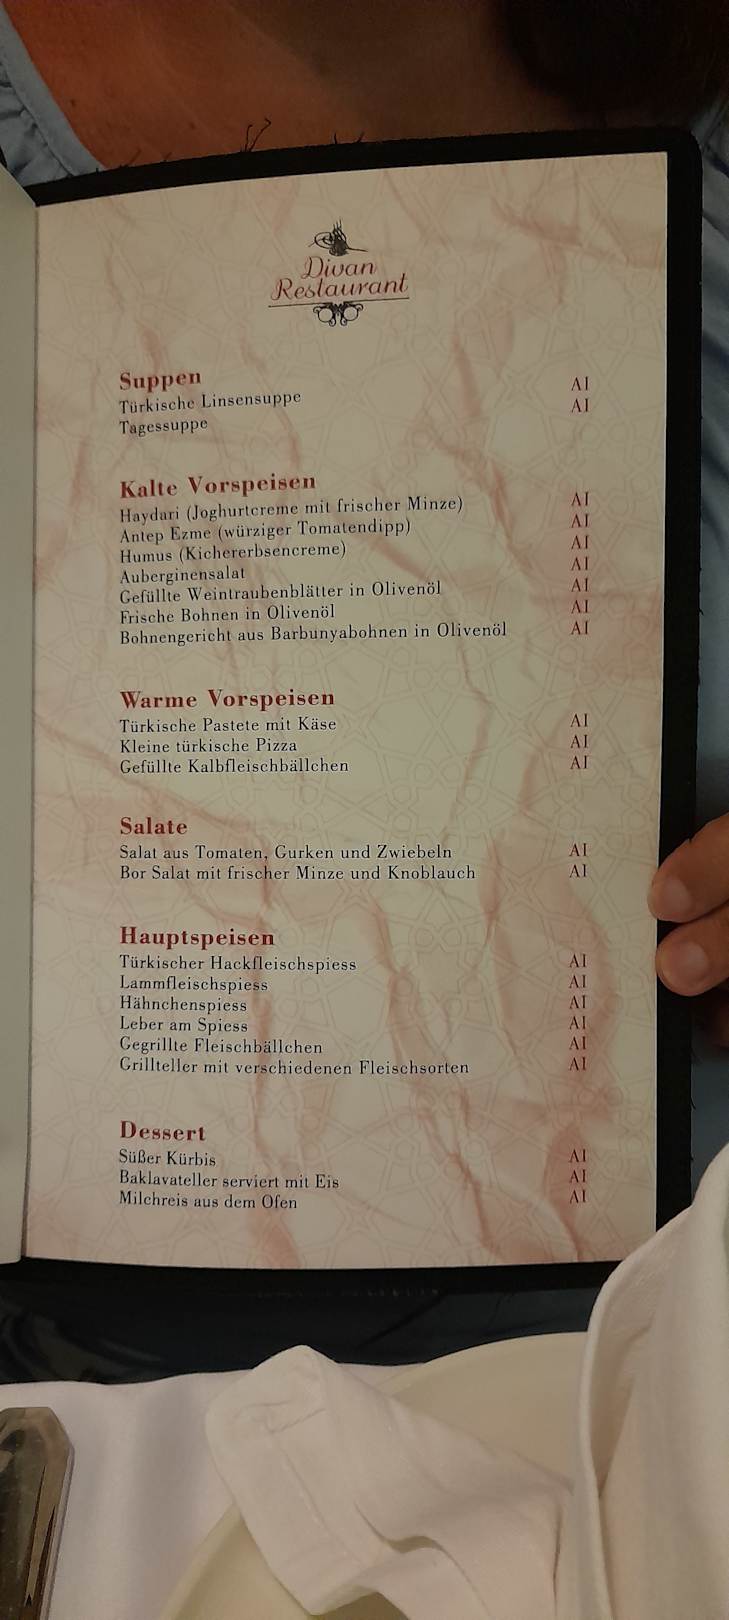 Divan
Restaurant
Suppen
Türkische Linsensuppe AI
Tagessuppe AI
Kalte Vorspeisen
Haydari (Joghurtcreme mit frischer Minze) AI
Antep Ezme (würziger Tomatendipp) AI
Humus (Kichererbsencreme) AI
Auberginensalat AI
Gefüllte Weintraubenblätter in Olivenöl AI
Frische Bohnen in Olivenöl AI
Bohnengericht aus Barbunyabohnen in Olivenöl AI
Warme Vorspeisen
Türkische Pastete mit Käse AI
Kleine türkische Pizza AI
Gefüllte Kalbfleischbällchen AI
Salate
Salat aus Tomaten, Gurken und Zwiebeln AI
Bor Salat mit frischer Minze und Knoblauch AI
Hauptspeisen
Türkischer Hackfleischspiess AI
Lammfleischspiess AI
Hähnchenspiess AI
Leber am Spiess AI
Gegrillte Fleischbällchen AI
Grillteller mit verschiedenen Fleischsorten AI
Dessert
Süßer Kürbis AI
Baklavateller serviert mit Eis AI
Milchreis aus dem Ofen AI